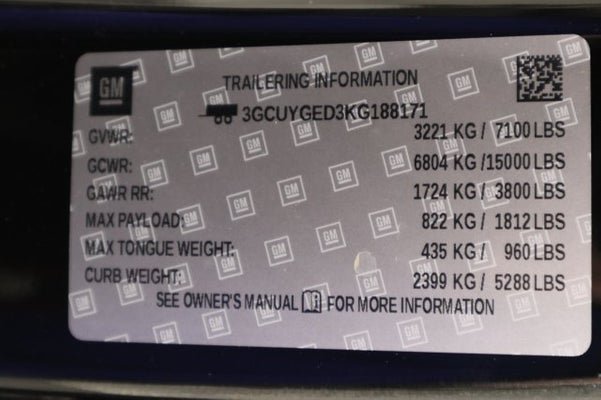 GM
TRAILERING INFORMATION
3GCUYGED3KG188171
GVWR: 3221 KG / 7100 LBS
GCWR: 6804 KG / 15000 LBS
GAWR RR: 1724 KG / 3800 LBS
MAX PAYLOAD: 822 KG / 1812 LBS
MAX TONGUE WEIGHT: 435 KG / 960 LBS
CURB WEIGHT: 2399 KG / 5288 LBS
SEE OWNER'S MANUAL FOR MORE INFORMATION